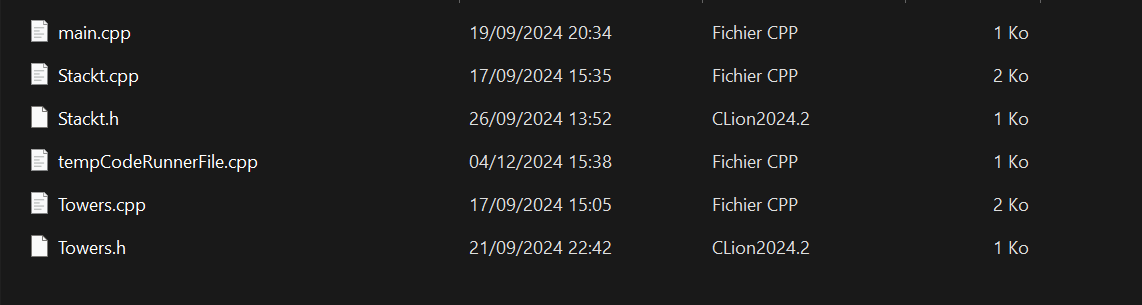 main.cpp 19/09/2024 20:34 Fichier CPP 1 Ko
Stackt.cpp 17/09/2024 15:35 Fichier CPP 2 Ko
Stackt.h 26/09/2024 13:52 CLion2024.2 1 Ko
tempCodeRunnerFile.cpp 04/12/2024 15:38 Fichier CPP 1 Ko
Towers.cpp 17/09/2024 15:05 Fichier CPP 2 Ko
Towers.h 21/09/2024 22:42 CLion2024.2 1 Ko